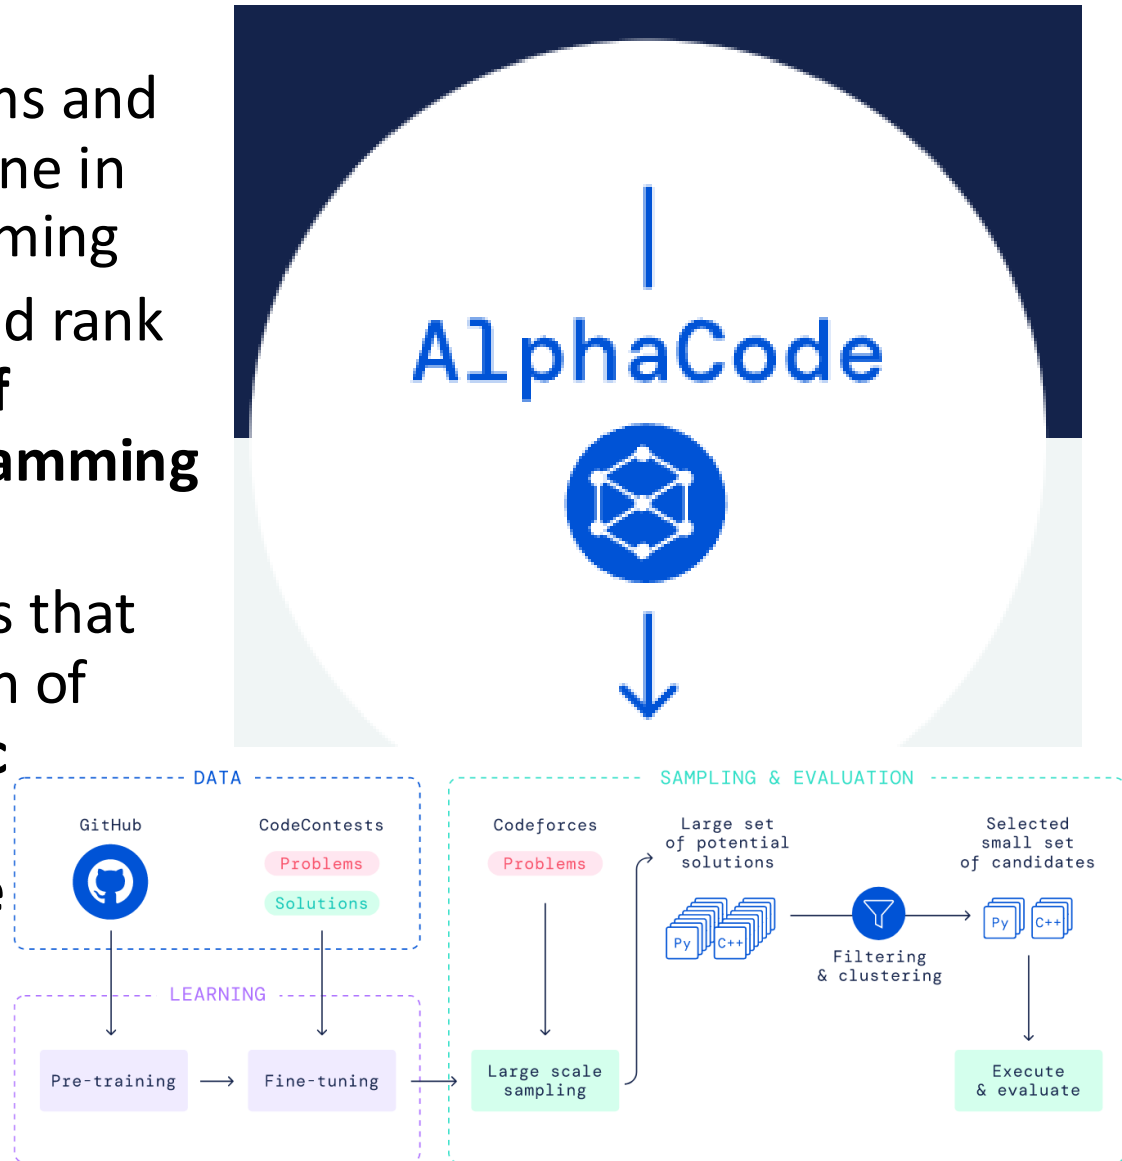 ns and
ne in
ming
d rank
f
amming
s that
n of
c
e
AlphaCode
DATA
GitHub
CodeContests
Problems
Solutions
LEARNING
Pre-training
Fine-tuning
SAMPLING & EVALUATION
Codeforces
Problems
Large scale
sampling
Large set
of potential
solutions
Py
C++
Filtering
& clustering
Selected
small set
of candidates
Py
C++
Execute
& evaluate